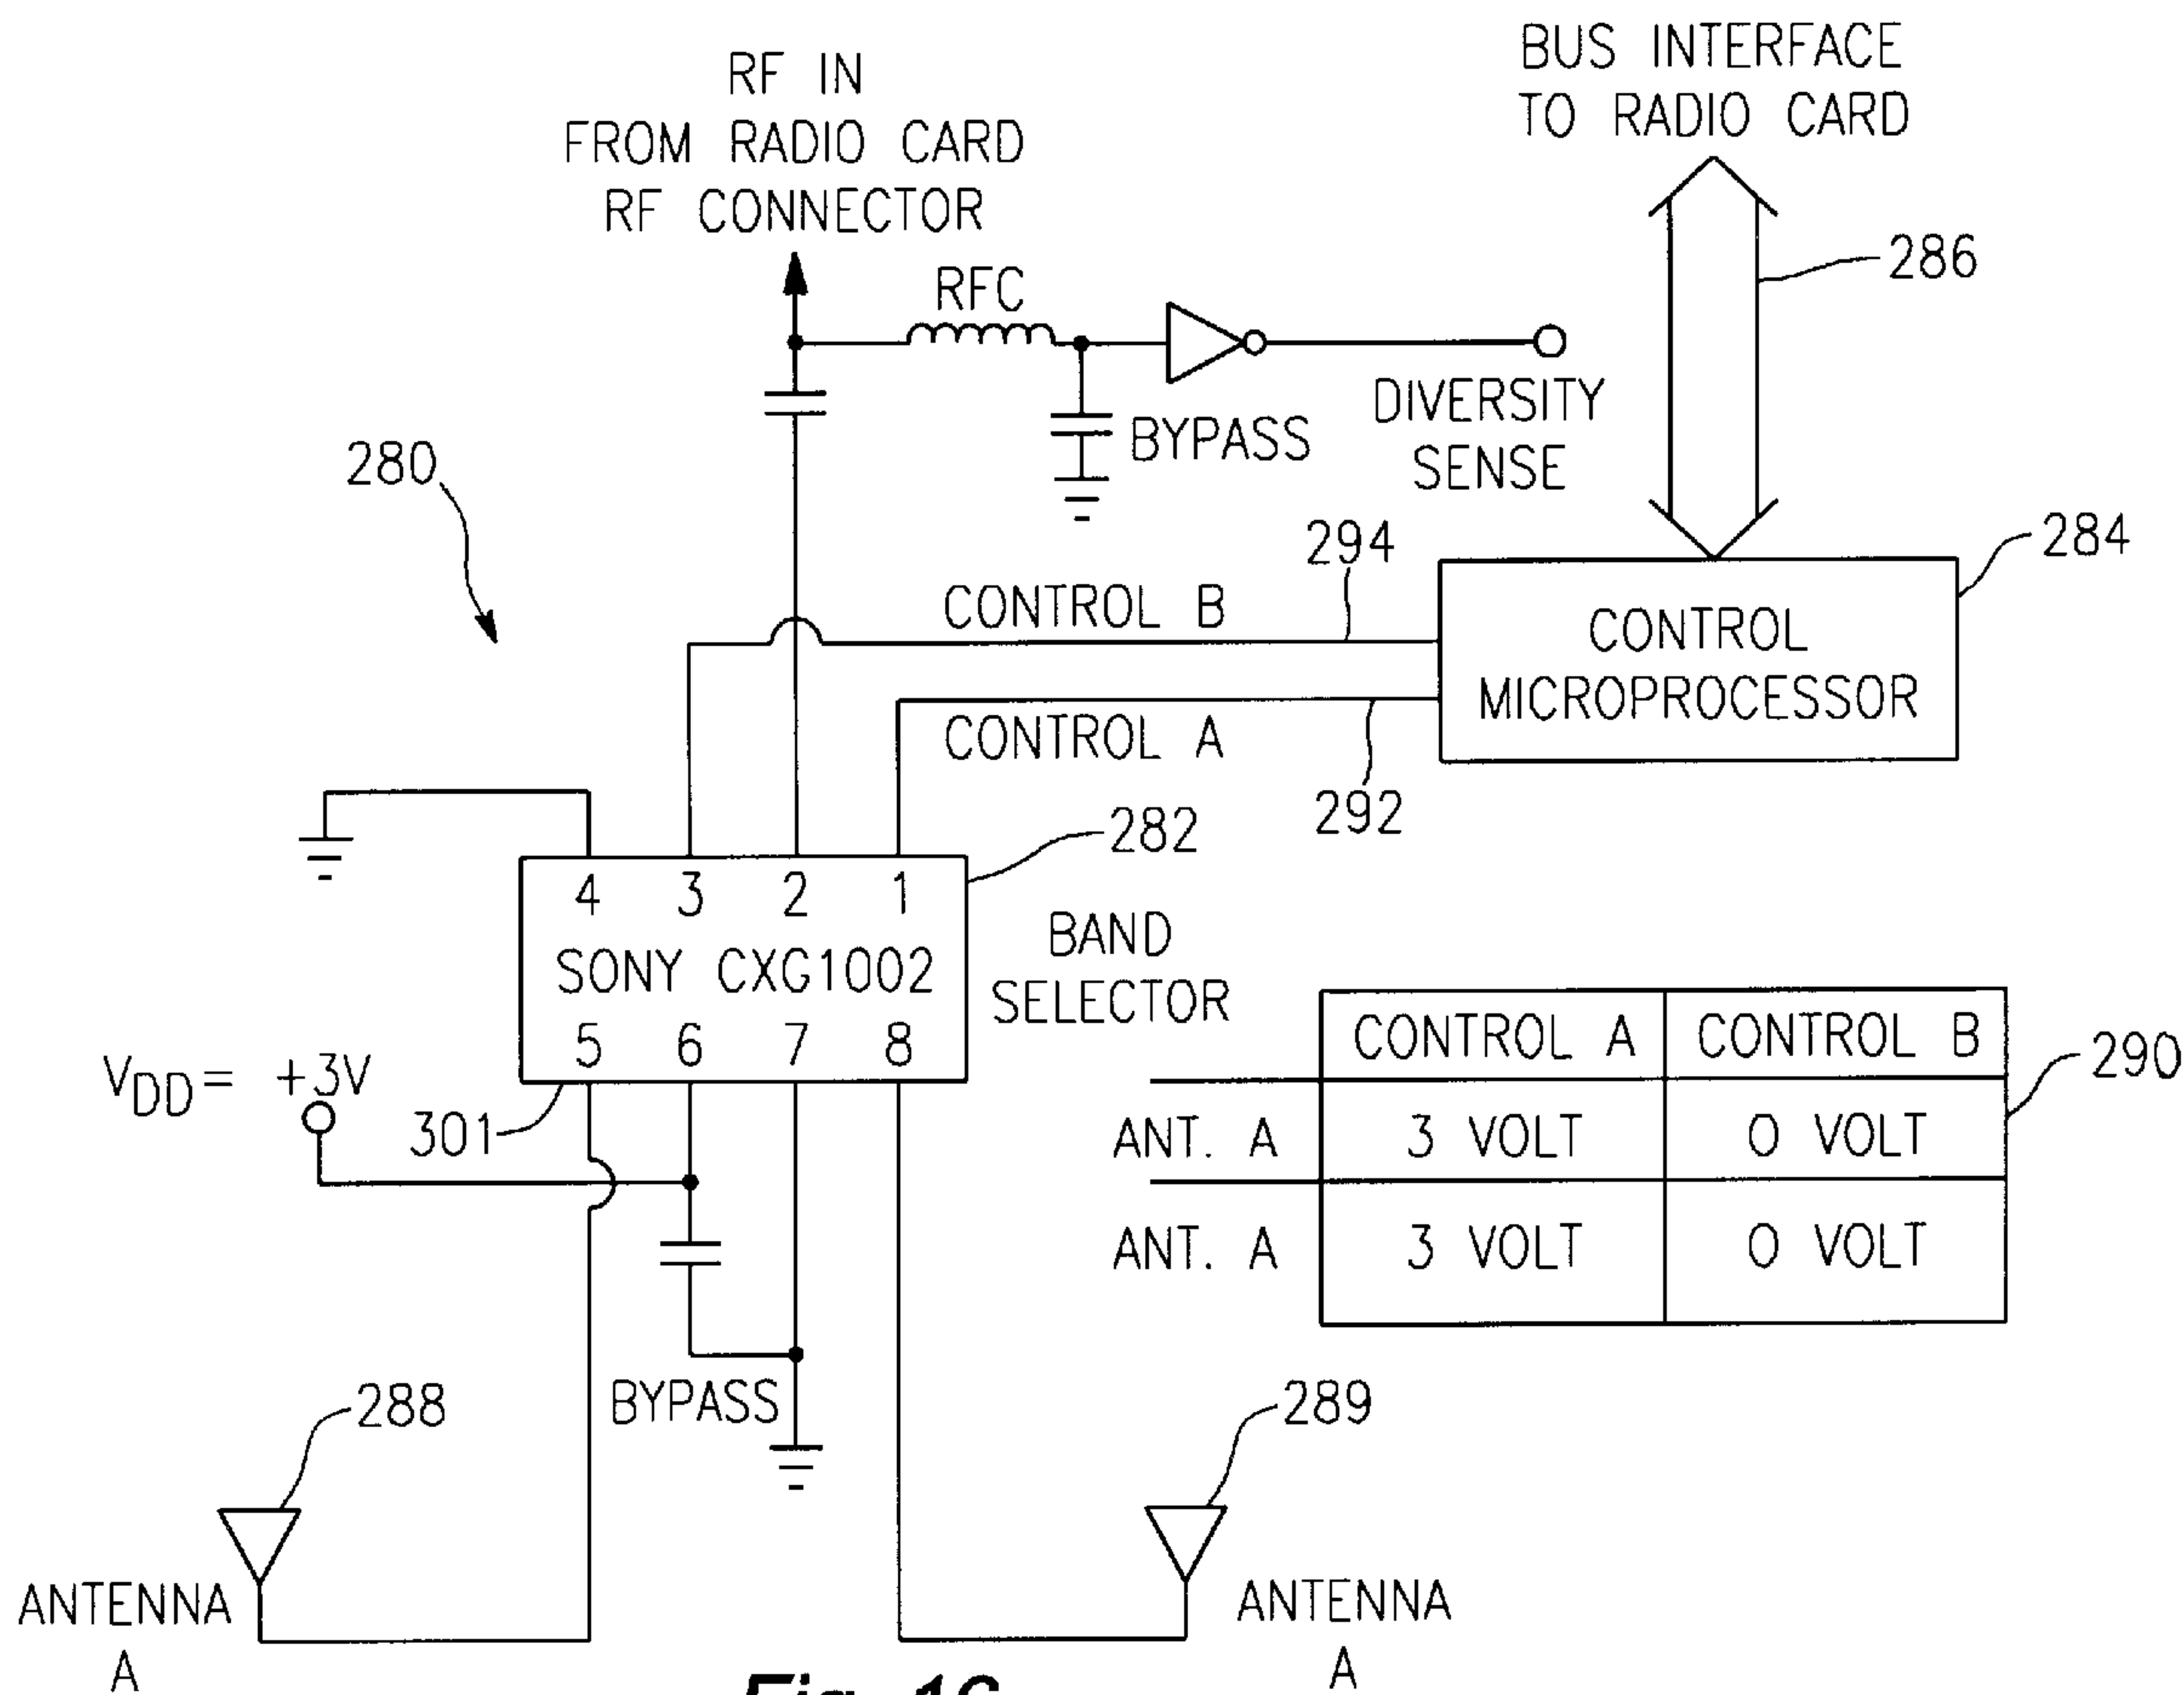 RF IN
FROM RADIO CARD
RF CONNECTOR
BUS INTERFACE
TO RADIO CARD
RFC
286
DIVERSITY
SENSE
BYPASS
280
294
284
CONTROL B
CONTROL
MICROPROCESSOR
CONTROL A
292
282
4 3 2 1
SONY CXG1002
5 6 7 8
BAND
SELECTOR
CONTROL A CONTROL B
290
VDD= +3V
301
ANT. A 3 VOLT 0 VOLT
ANT. A 3 VOLT 0 VOLT
BYPASS
288
289
ANTENNA
A
ANTENNA
A
Fig. 16